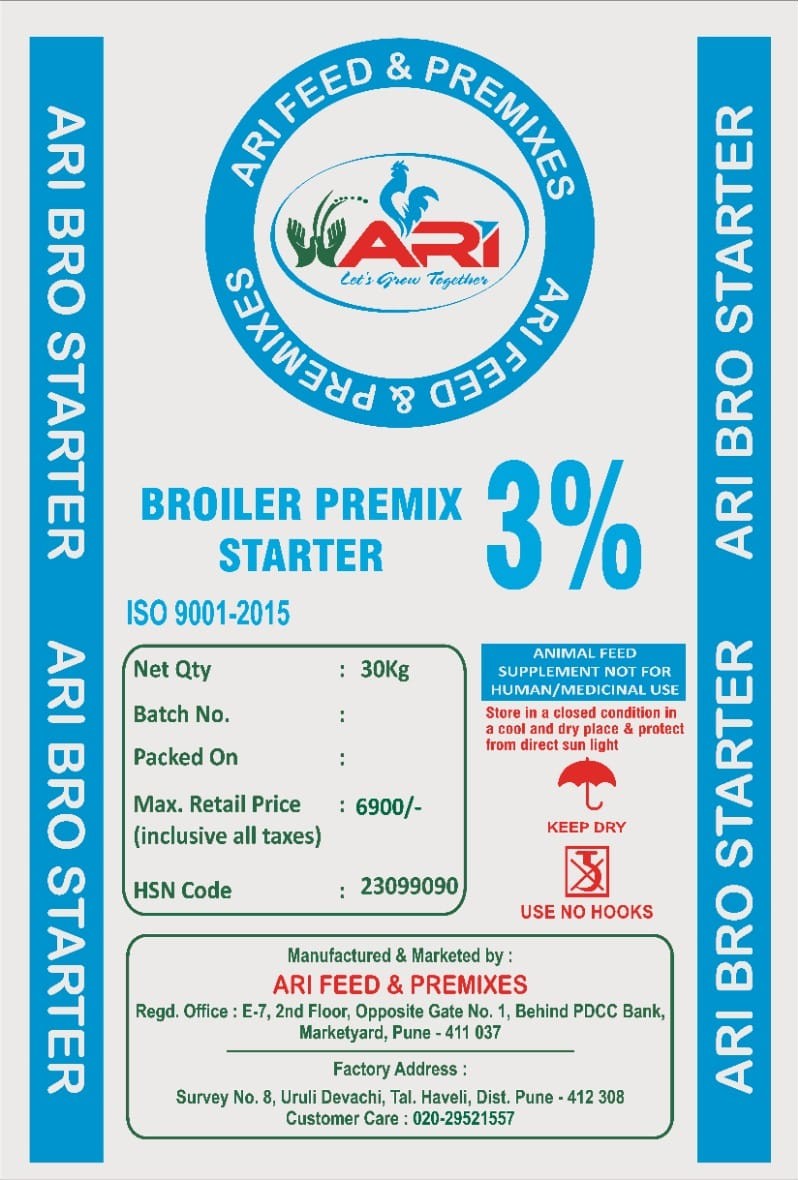 ARI FEED & PREMIXES
ARI
Let's Grow Together
ARI FEED & PREMIXES
ARI BRO STARTER
ARI BRO STARTER
ARI BRO STARTER
ARI BRO STARTER
BROILER PREMIX
STARTER
3%
ISO 9001-2015
Net Qty : 30Kg
Batch No. :
Packed On :
Max. Retail Price : 6900/-
(inclusive all taxes)
HSN Code : 23099090
ANIMAL FEED
SUPPLEMENT NOT FOR
HUMAN/MEDICINAL USE
Store in a closed condition in
a cool and dry place & protect
from direct sun light
KEEP DRY
USE NO HOOKS
Manufactured & Marketed by :
ARI FEED & PREMIXES
Regd. Office : E-7, 2nd Floor, Opposite Gate No. 1, Behind PDCC Bank,
Marketyard, Pune - 411 037
Factory Address :
Survey No. 8, Uruli Devachi, Tal. Haveli, Dist. Pune - 412 308
Customer Care : 020-29521557